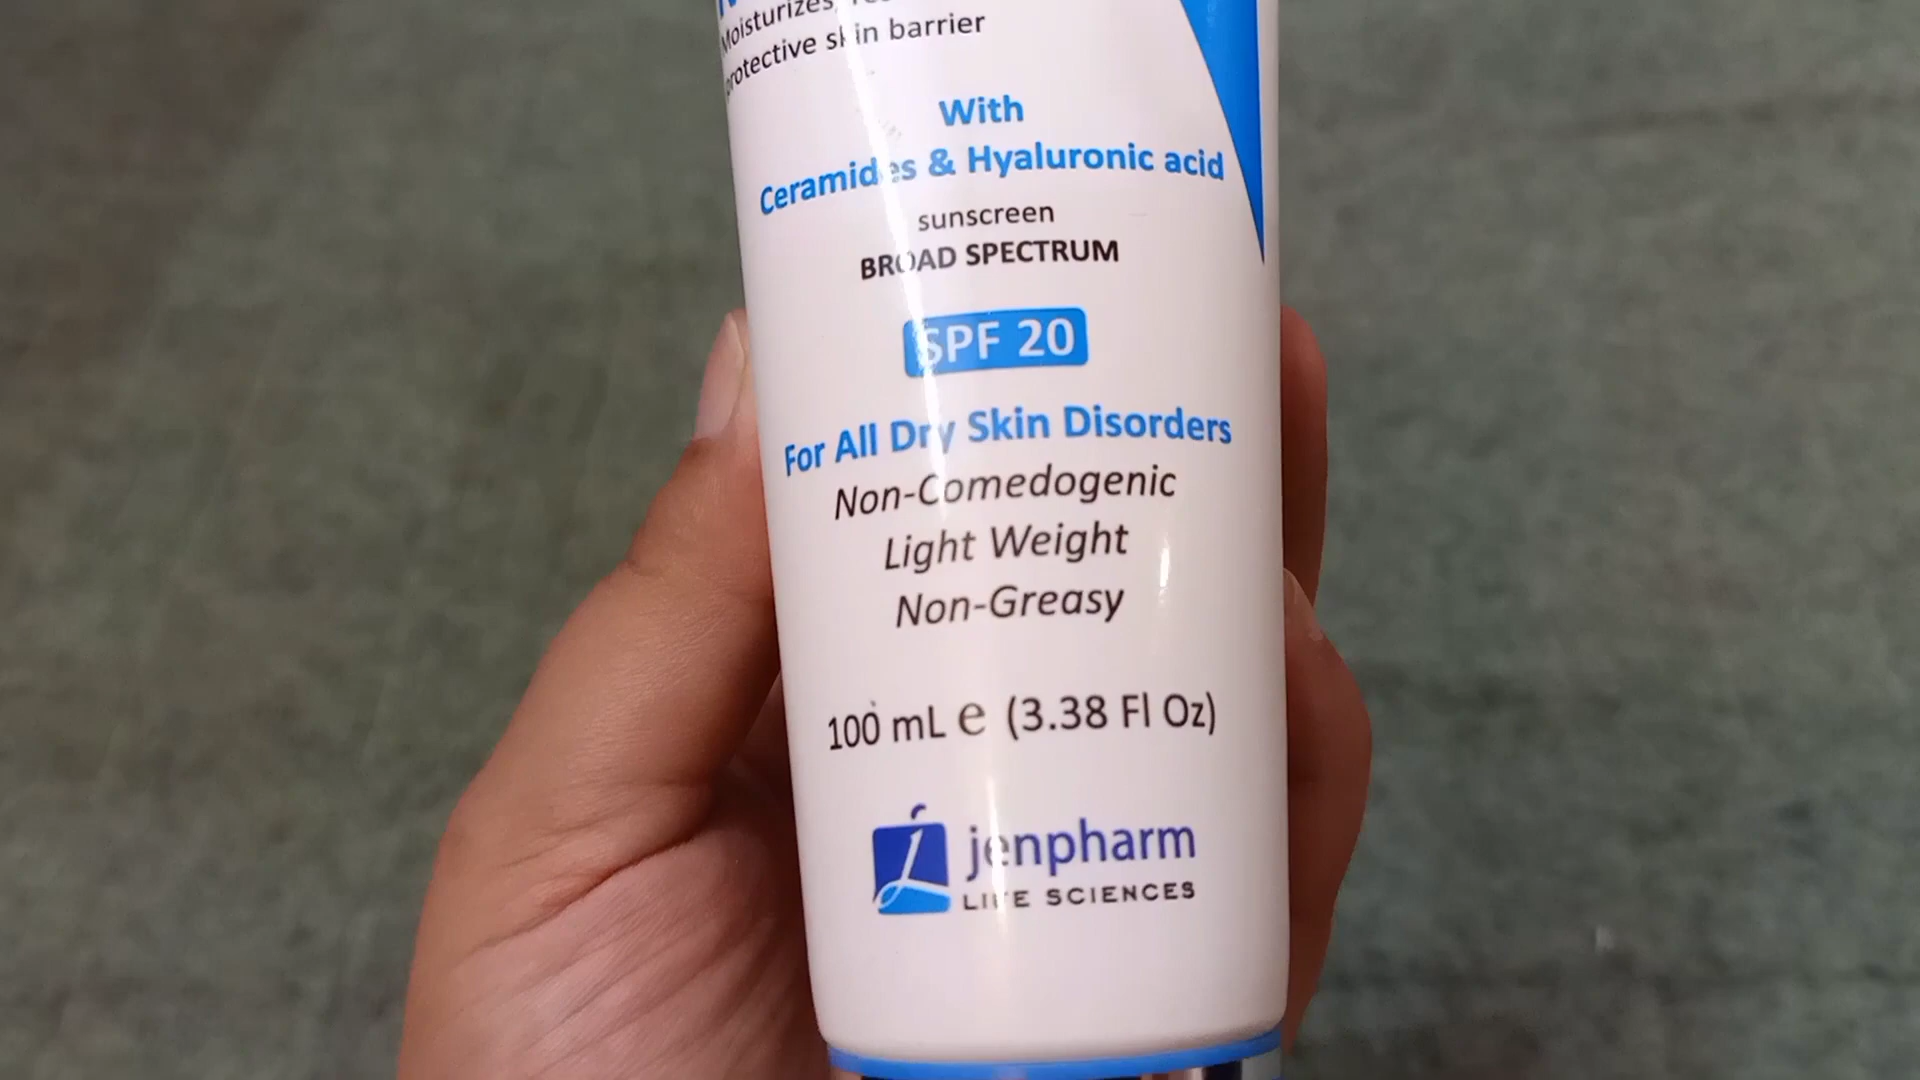 Moisturizes,
protective skin barrier
With
Ceramides & Hyaluronic acid
sunscreen
BROAD SPECTRUM
SPF 20
For All Dry Skin Disorders
Non-Comedogenic
Light Weight
Non-Greasy
100 mL e (3.38 Fl Oz)
jenpharm
LIFE SCIENCES